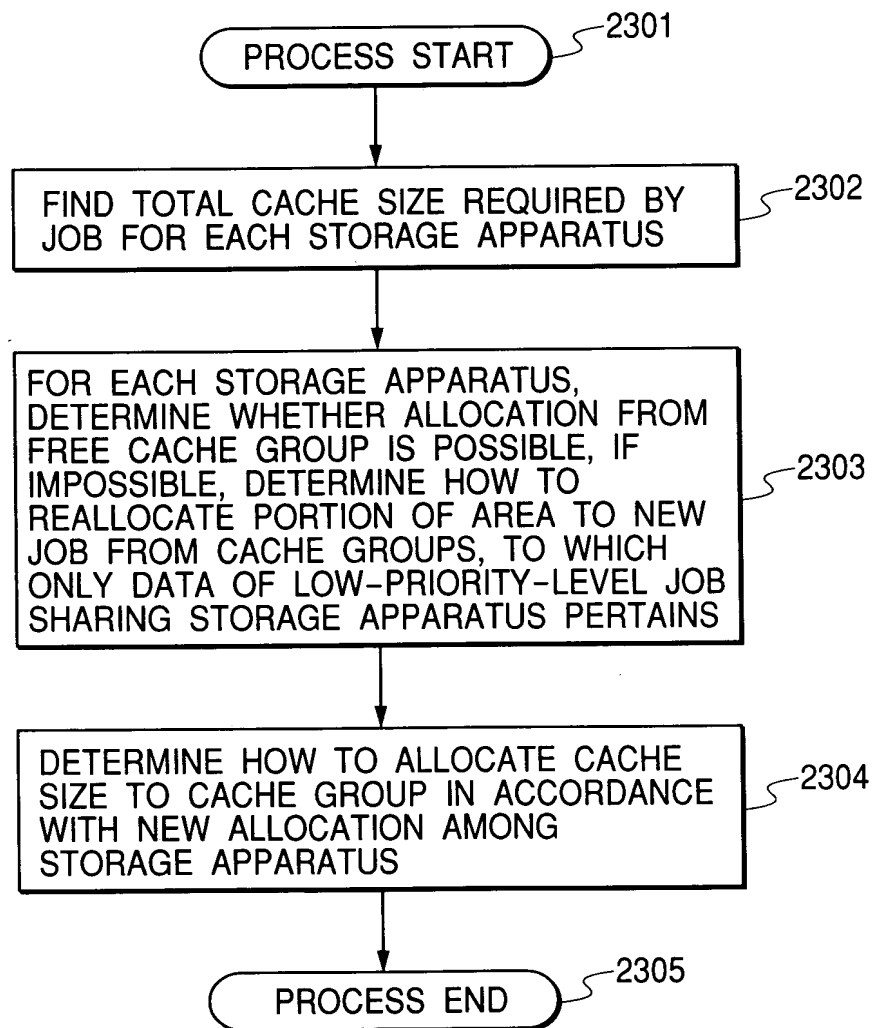 PROCESS START
2301
FIND TOTAL CACHE SIZE REQUIRED BY
JOB FOR EACH STORAGE APPARATUS
2302
FOR EACH STORAGE APPARATUS,
DETERMINE WHETHER ALLOCATION FROM
FREE CACHE GROUP IS POSSIBLE, IF
IMPOSSIBLE, DETERMINE HOW TO
REALLOCATE PORTION OF AREA TO NEW
JOB FROM CACHE GROUPS, TO WHICH
ONLY DATA OF LOW-PRIORITY-LEVEL JOB
SHARING STORAGE APPARATUS PERTAINS
2303
DETERMINE HOW TO ALLOCATE CACHE
SIZE TO CACHE GROUP IN ACCORDANCE
WITH NEW ALLOCATION AMONG
STORAGE APPARATUS
2304
PROCESS END
2305